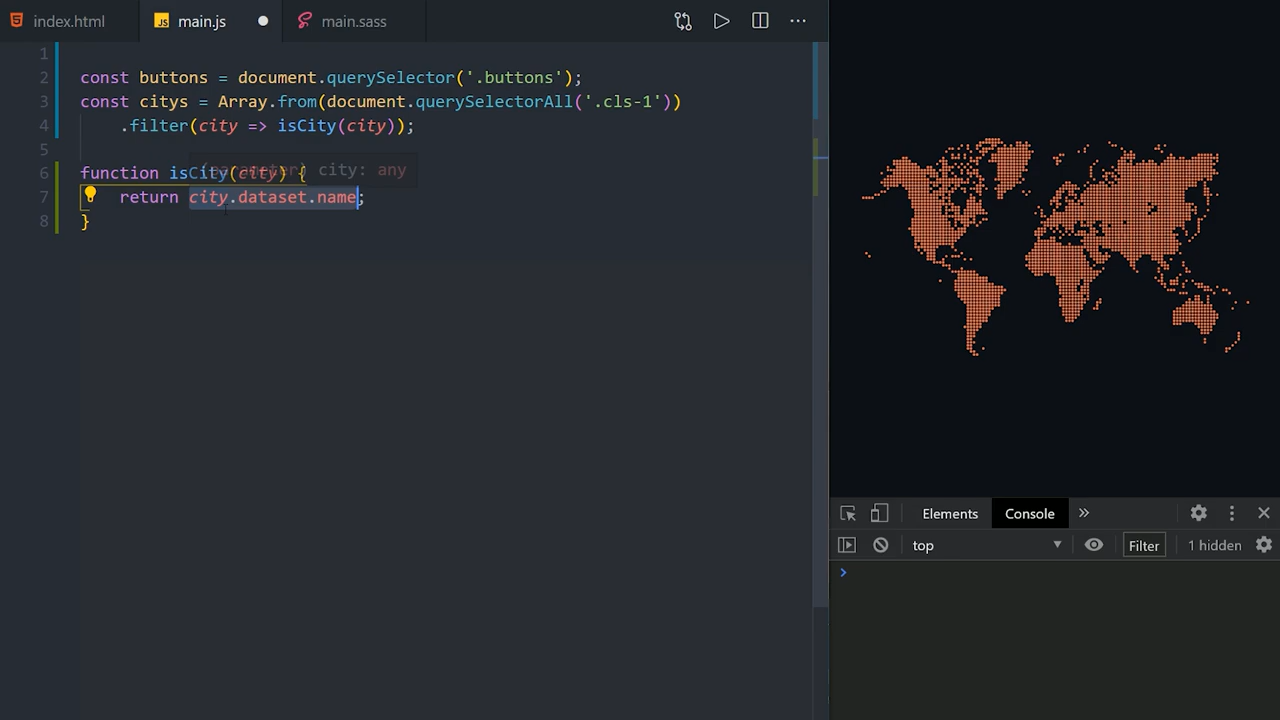 index.html
JS main.js
main.sass
1
2 const buttons = document.querySelector('.buttons');
3 const citys = Array.from(document.querySelectorAll('.cls-1'))
4 .filter(city => isCity(city));
5
(parameter) city: any
6 function isCity(city) {
7 return city.dataset.name;
8 }
Elements
Console
top
Filter
1 hidden